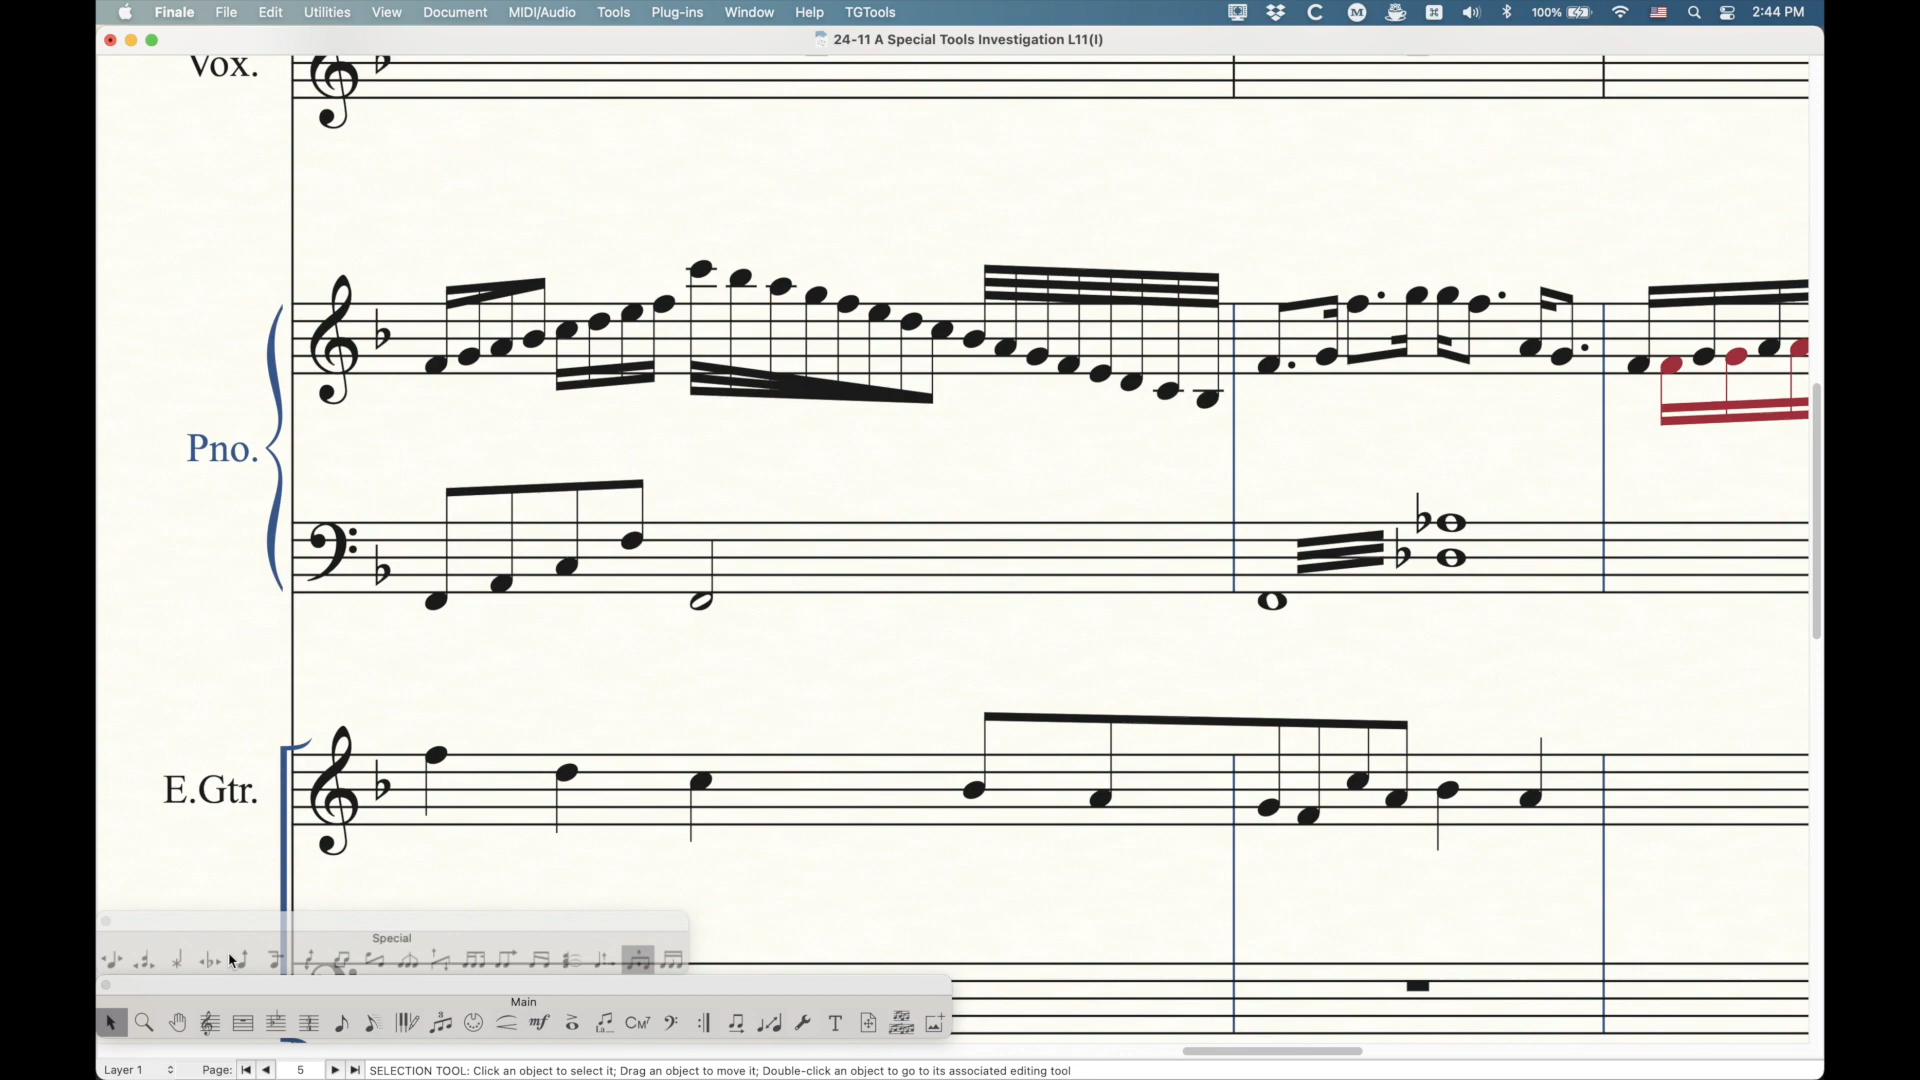 Finale File Edit Utilities View Document MIDI/Audio Tools Plug-ins Window Help TGTools 100% 2:44 PM
24-11 A Special Tools Investigation L11(I)
Vox.
Pno.
E.Gtr.
Special
Main
mf CM7 T
Layer 1 Page: 5 SELECTION TOOL: Click an object to select it; Drag an object to move it; Double-click an object to go to its associated editing tool